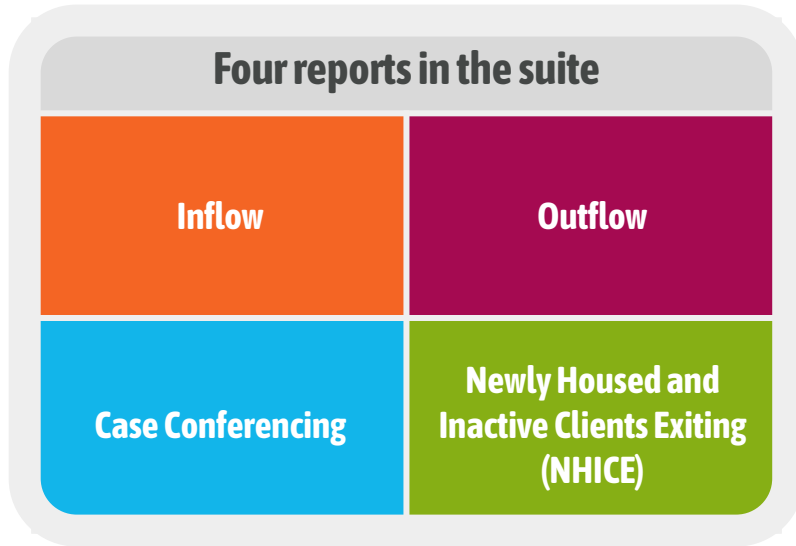 Four reports in the suite
Inflow
Outflow
Case Conferencing
Newly Housed and
Inactive Clients Exiting
(NHICE)